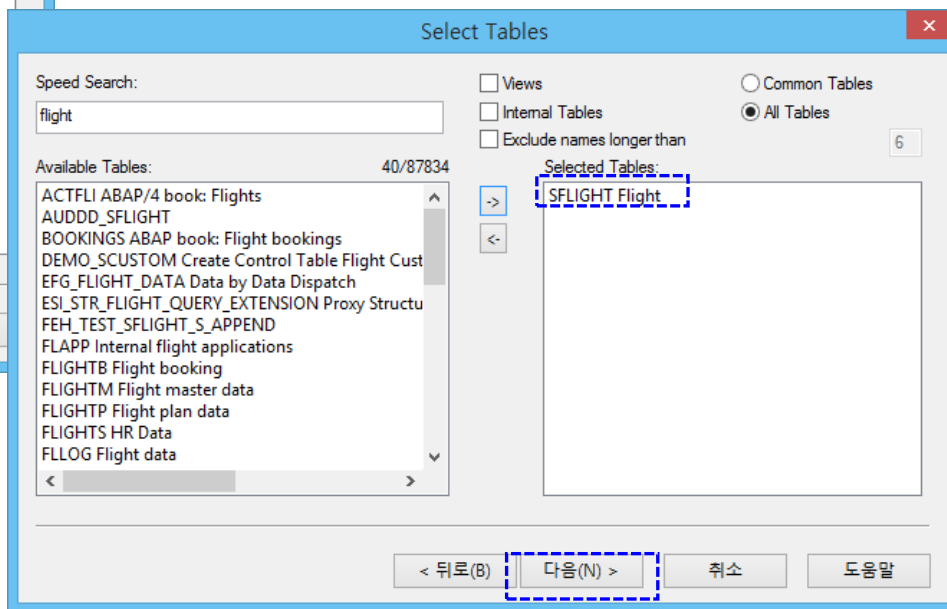 Select Tables
Speed Search:
flight
Views
Internal Tables
Exclude names longer than
6
Common Tables
All Tables
Available Tables: 40/87834
ACTFLI ABAP/4 book: Flights
AUDDD_SFLIGHT
BOOKINGS ABAP book: Flight bookings
DEMO_SCUSTOM Create Control Table Flight Cust
EFG_FLIGHT_DATA Data by Data Dispatch
ESI_STR_FLIGHT_QUERY_EXTENSION Proxy Structu
FEH_TEST_SFLIGHT_S_APPEND
FLAPP Internal flight applications
FLIGHTB Flight booking
FLIGHTM Flight master data
FLIGHTP Flight plan data
FLIGHTS HR Data
FLLOG Flight data
->
<-
Selected Tables:
SFLIGHT Flight
< 뒤로(B)
다음(N) >
취소
도움말